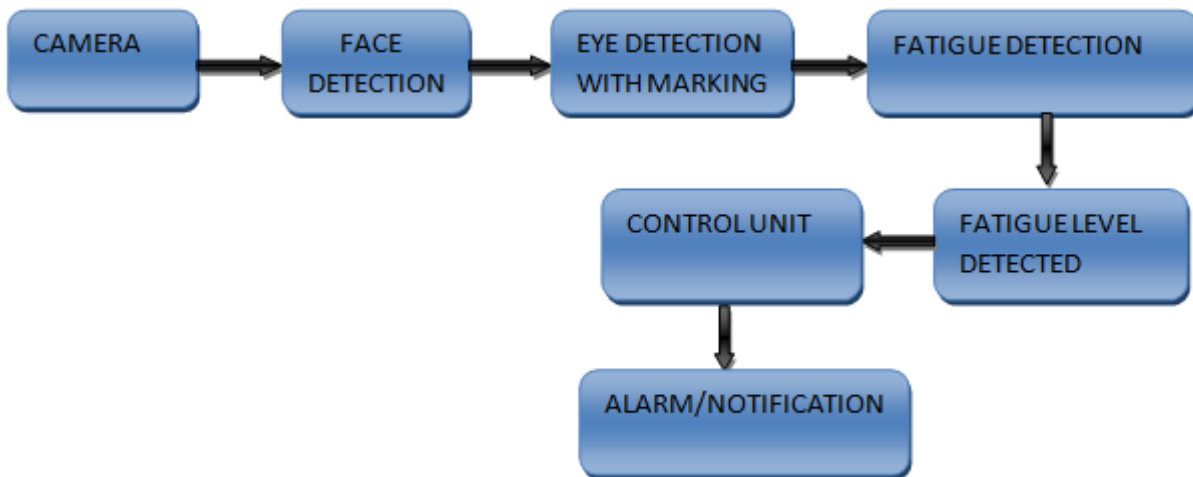 CAMERA
FACE
DETECTION
EYE DETECTION
WITH MARKING
FATIGUE DETECTION
FATIGUE LEVEL
DETECTED
CONTROL UNIT
ALARM/NOTIFICATION